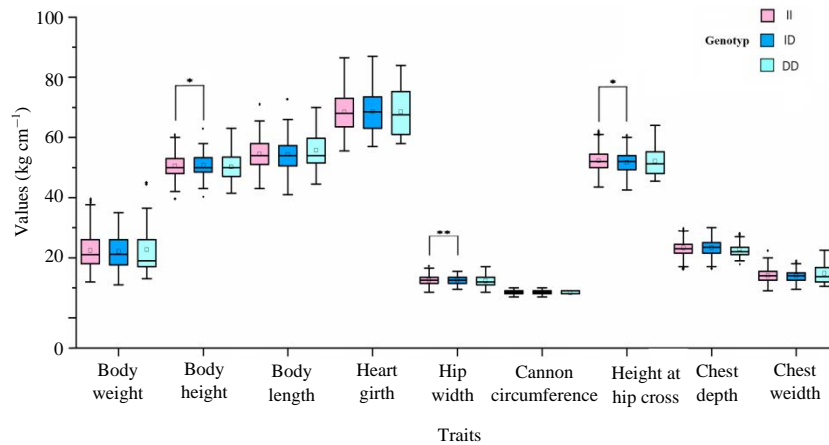 II
Genotyp
ID
DD
100
80
60
40
20
0
Values (kg cm−1)
*
**
*
Body weight
Body height
Body length
Heart girth
Hip width
Cannon circumference
Height at hip cross
Chest depth
Chest weidth
Traits